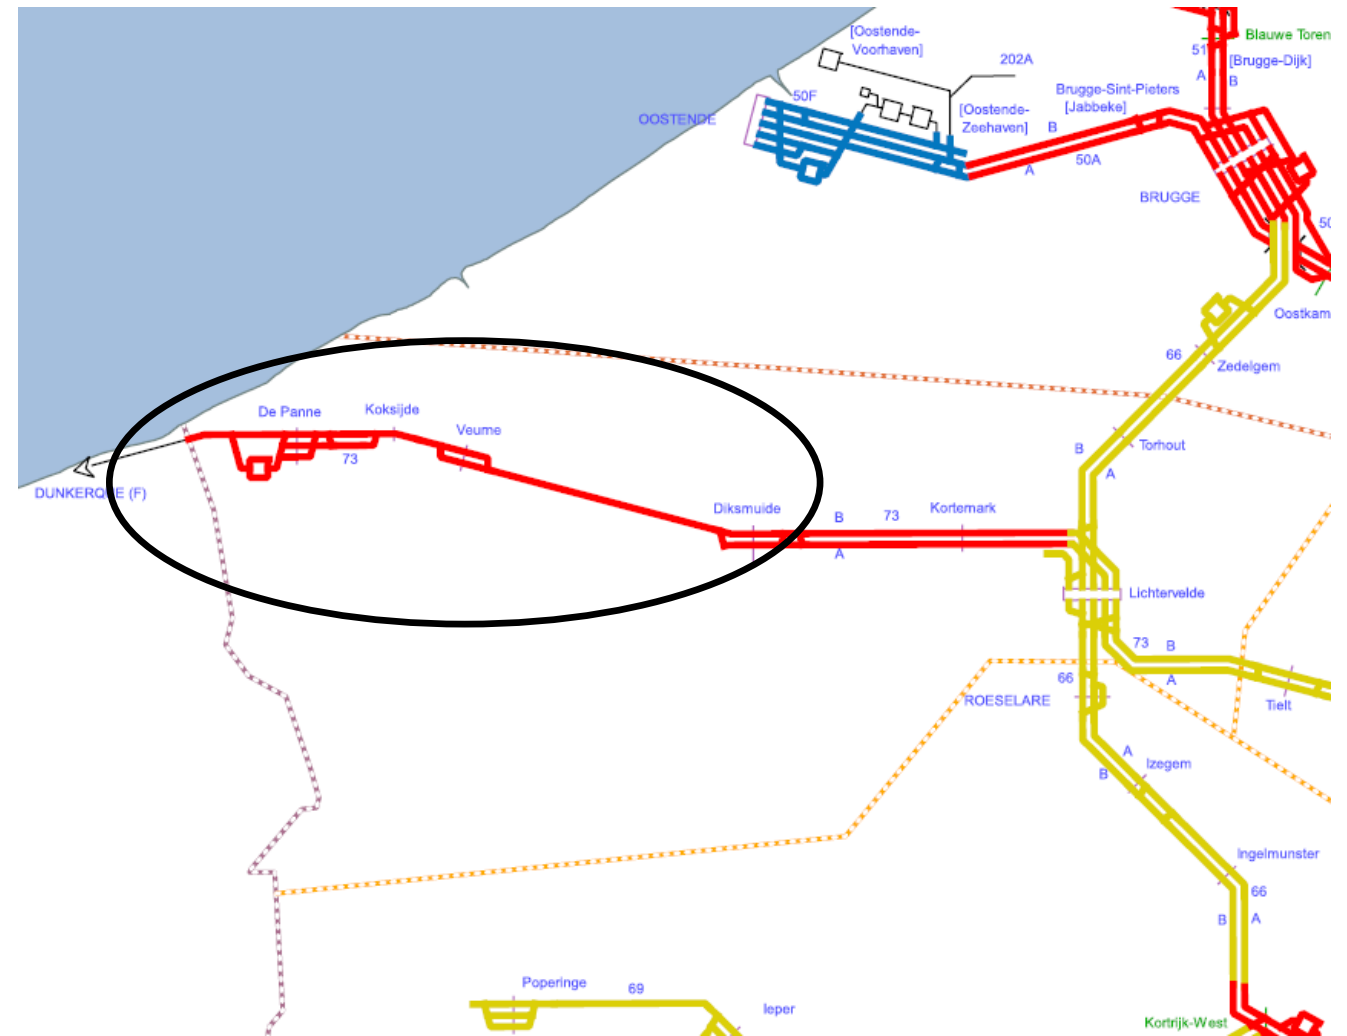 [Oostende-
Voorhaven]
202A
51
Blauwe Toren
[Brugge-Dijk]
A
B
50F
OOSTENDE
[Oostende-
Zeehaven]
Brugge-Sint-Pieters
[Jabbeke]
B
50A
A
BRUGGE
50
Oostkam
66
Zedelgem
De Panne
Koksijde
Veurne
73
DUNKERQUE (F)
B
Torhout
A
Diksmuide
B
73
Kortemark
A
Lichtervelde
73
B
A
66
ROESELARE
Tielt
A
Izegem
B
Ingelmunster
66
B
A
Poperinge
69
Ieper
Kortrijk-West